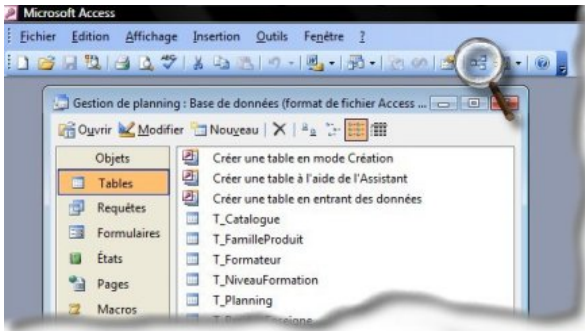 Microsoft Access
Fichier Edition Affichage Insertion Outils Fenêtre ?
Gestion de planning : Base de données (format de fichier Access ...
Ouvrir Modifier Nouveau
Objets
Tables
Requêtes
Formulaires
États
Pages
Macros
Créer une table en mode Création
Créer une table à l'aide de l'Assistant
Créer une table en entrant des données
T_Catalogue
T_FamilleProduit
T_Formateur
T_NiveauFormation
T_Planning